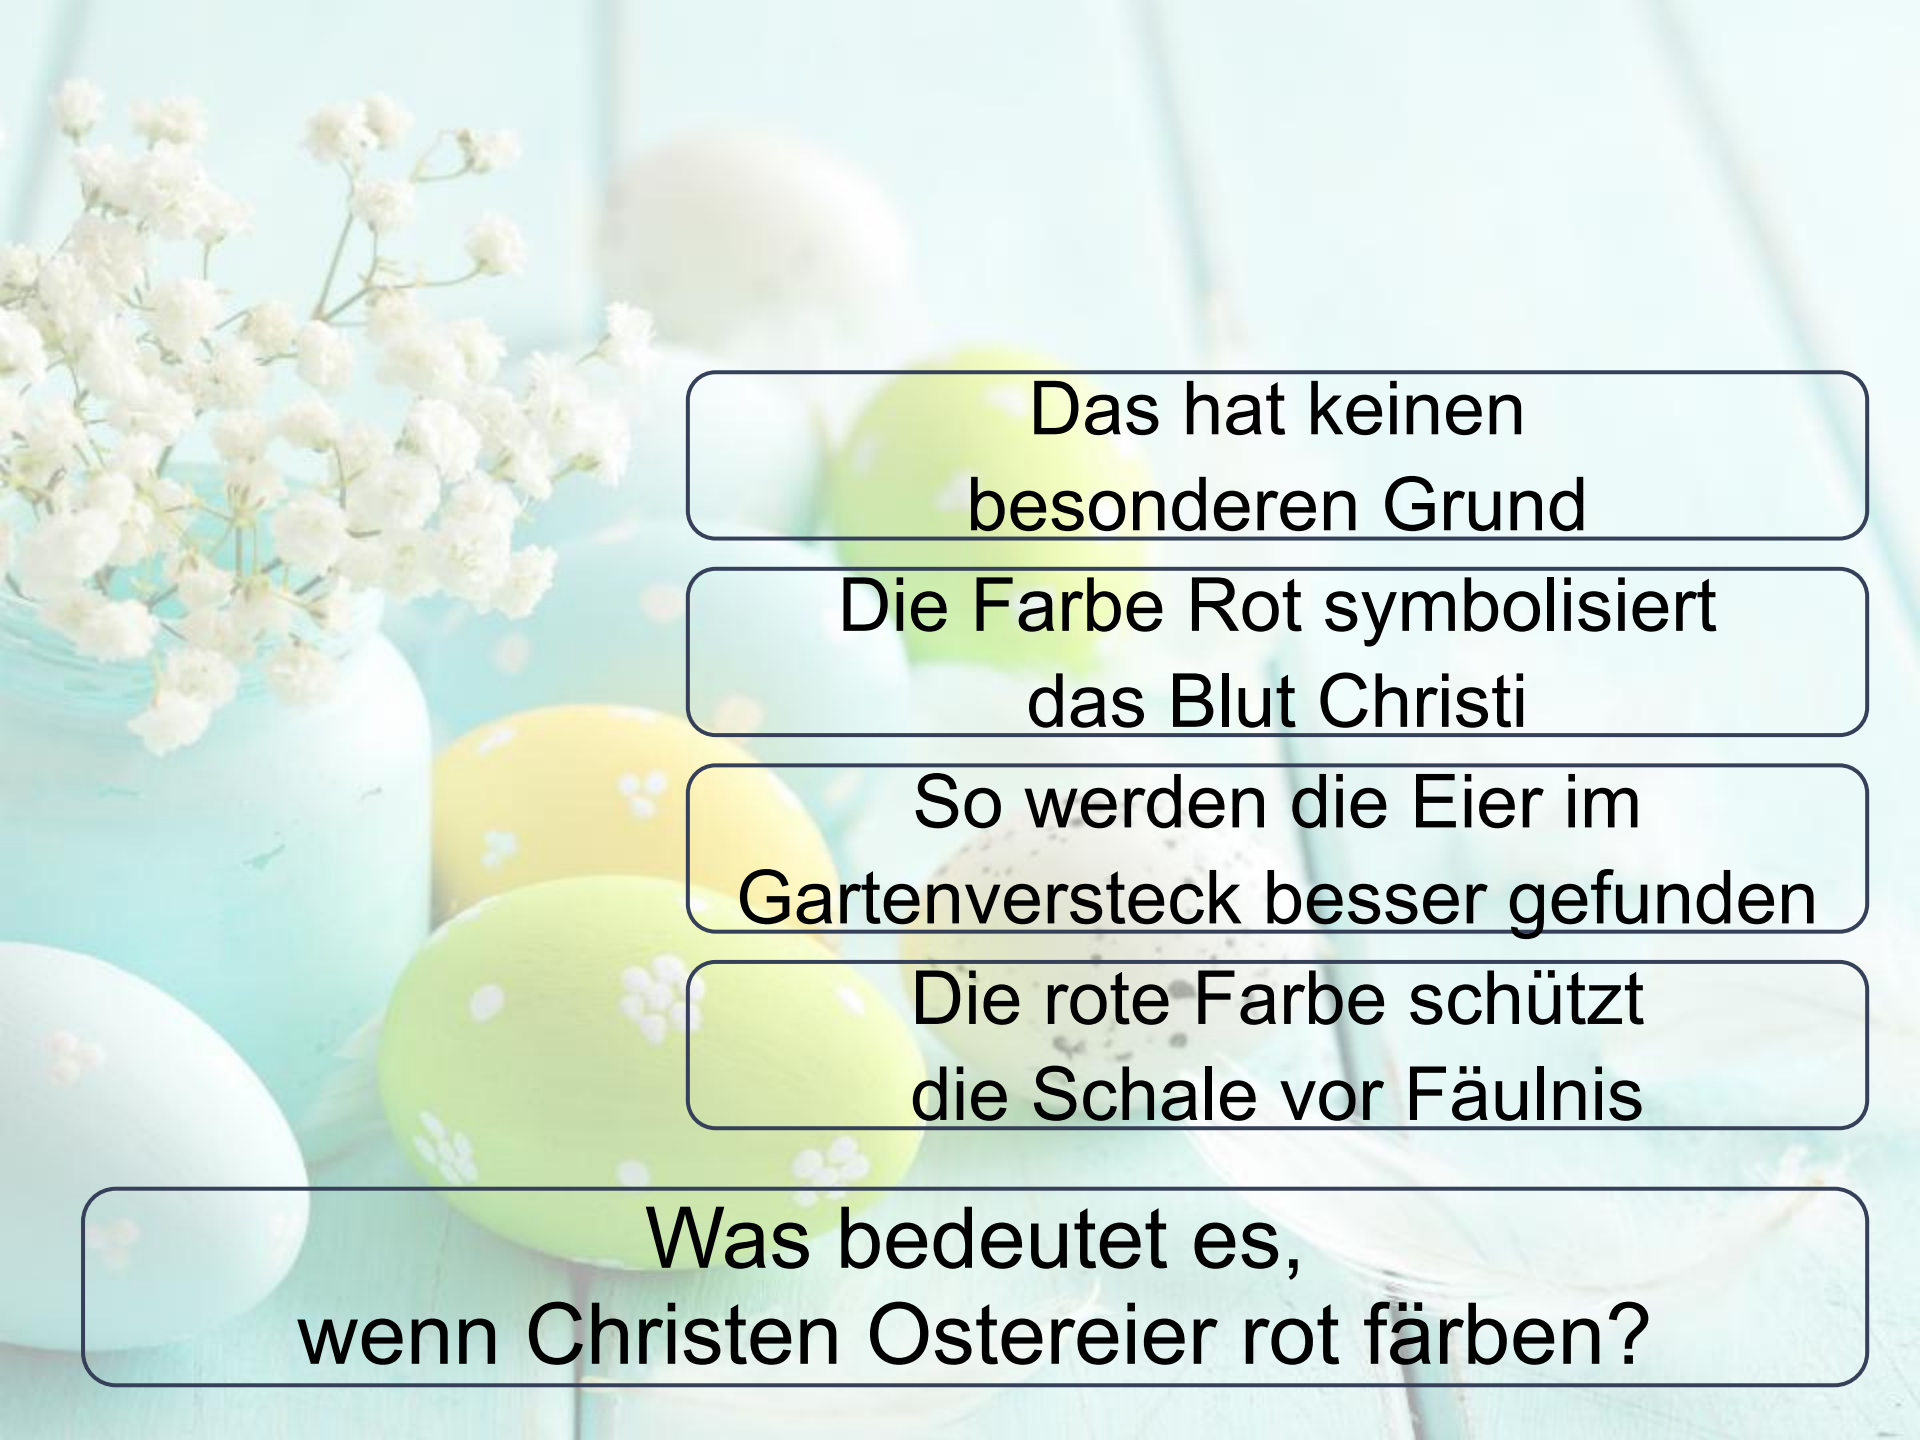 Das hat keinen
besonderen Grund
Die Farbe Rot symbolisiert
das Blut Christi
So werden die Eier im
Gartenversteck besser gefunden
Die rote Farbe schützt
die Schale vor Fäulnis
Was bedeutet es,
wenn Christen Ostereier rot färben?